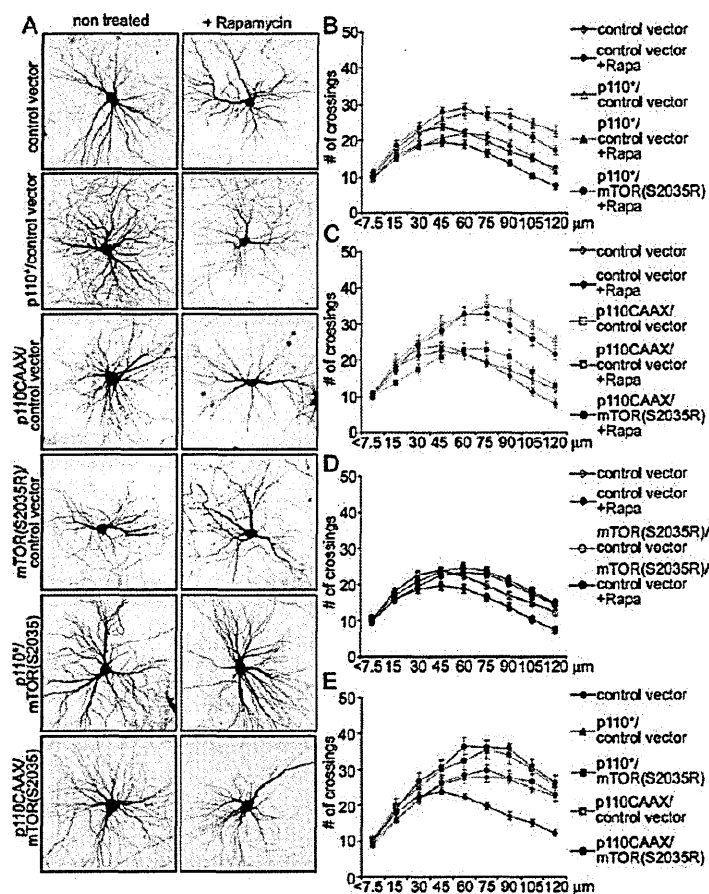 A
non treated
+ Rapamycin
control vector
p110*/control vector
p110CAAX/
control vector
mTOR(S2035R)/
control vector
p110*/
mTOR(S2035)
p110CAAX/
mTOR(S2035)
B
50
40
30
20
10
0
# of crossings
<7.5 15 30 45 60 75 90 105 120 µm
control vector
control vector
+Rapa
p110*/
control vector
p110*/
control vector
+Rapa
p110*/
mTOR(S2035R)
+Rapa
C
50
40
30
20
10
0
# of crossings
<7.5 15 30 45 60 75 90 105 120 µm
control vector
control vector
+Rapa
p110CAAX/
control vector
p110CAAX/
control vector
+Rapa
p110CAAX/
mTOR(S2035R)
+Rapa
D
50
40
30
20
10
0
# of crossings
<7.5 15 30 45 60 75 90 105 120 µm
control vector
control vector
+Rapa
mTOR(S2035R)/
control vector
mTOR(S2035R)/
control vector
+Rapa
E
50
40
30
20
10
0
# of crossings
<7.5 15 30 45 60 75 90 105 120 µm
control vector
p110*/
control vector
p110*/
mTOR(S2035R)
p110CAAX/
control vector
p110CAAX/
mTOR(S2035R)